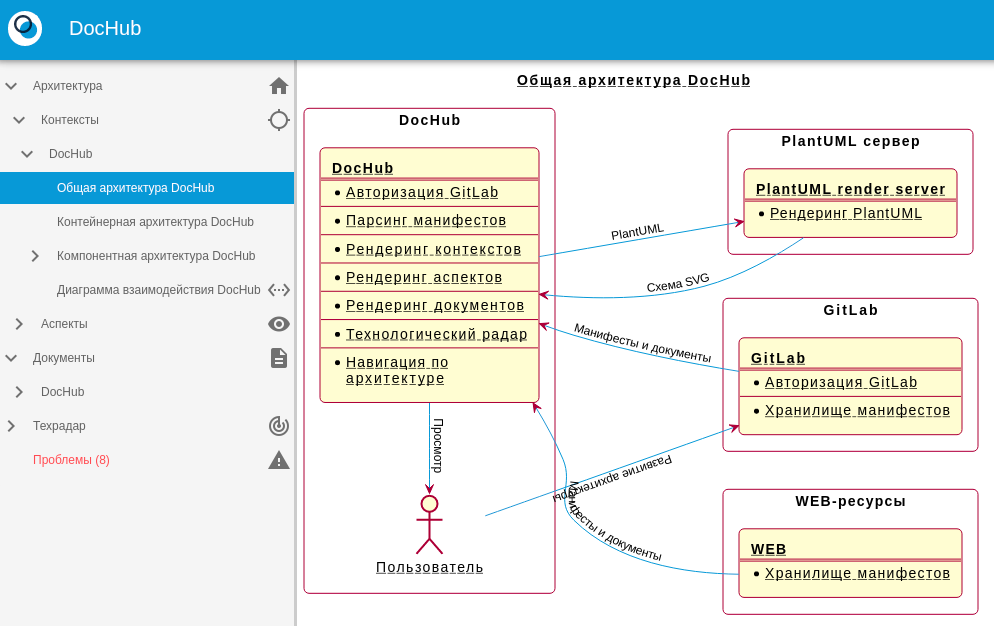 DocHub
Архитектура
Контексты
DocHub
Общая архитектура DocHub
Контейнерная архитектура DocHub
Компонентная архитектура DocHub
Диаграмма взаимодействия DocHub
Аспекты
Документы
DocHub
Техрадар
Проблемы (8)
Общая архитектура DocHub
DocHub
DocHub
Авторизация GitLab
Парсинг манифестов
Рендеринг контекстов
Рендеринг аспектов
Рендеринг документов
Технологический радар
Навигация по
архитектуре
Просмотр
Пользователь
PlantUML
Схема SVG
Манифесты и документы
Развитие архитектуры
Манифесты и документы
PlantUML сервер
PlantUML render server
Рендеринг PlantUML
GitLab
GitLab
Авторизация GitLab
Хранилище манифестов
WEB-ресурсы
WEB
Хранилище манифестов